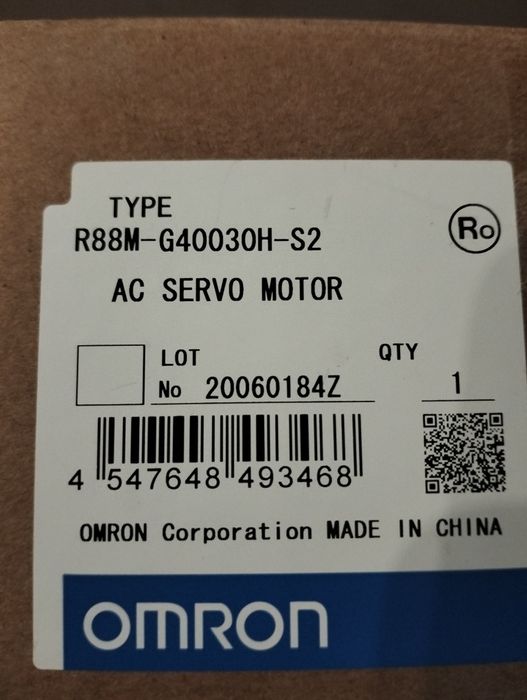 TYPE
R88M-G40030H-S2
Ro
AC SERVO MOTOR
LOT
No 20060184Z
QTY
1
4 547648 493468
OMRON Corporation MADE IN CHINA
OMRON